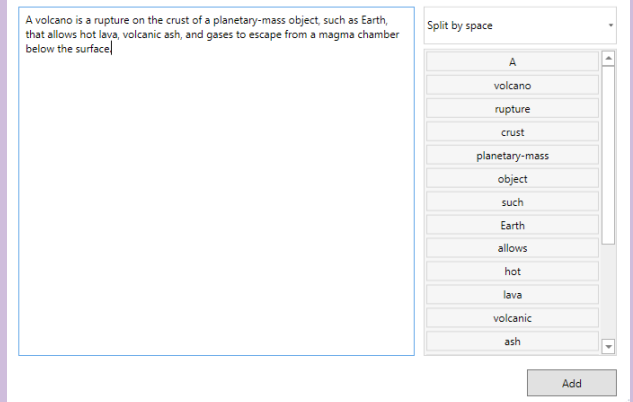 A volcano is a rupture on the crust of a planetary-mass object, such as Earth,
that allows hot lava, volcanic ash, and gases to escape from a magma chamber
below the surface.
Split by space
A
volcano
rupture
crust
planetary-mass
object
such
Earth
allows
hot
lava
volcanic
ash
Add